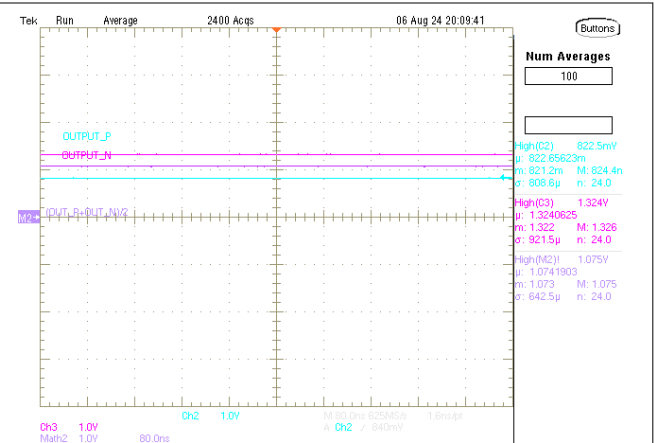 Tek Run Average 2400 Acqs 06 Aug 24 20:09:41
Buttons
Num Averages
100
OUTPUT_P
OUTPUT_N
(OUT_P+OUT_N)/2
M2
High(C2) 822.5mV
µ: 822.65623m
m: 821.2m M: 824.4m
σ: 808.6µ n: 24.0
High(C3) 1.324V
µ: 1.3240625
m: 1.322 M: 1.326
σ: 921.5µ n: 24.0
High(M2)! 1.075V
µ: 1.0741903
m: 1.073 M: 1.075
σ: 642.5µ n: 24.0
Ch2 1.0V M 80.0ns 625MS/s 1.6ns/pt
Ch3 1.0V A Ch2 ∕ 840mV
Math2 1.0V 80.0ns